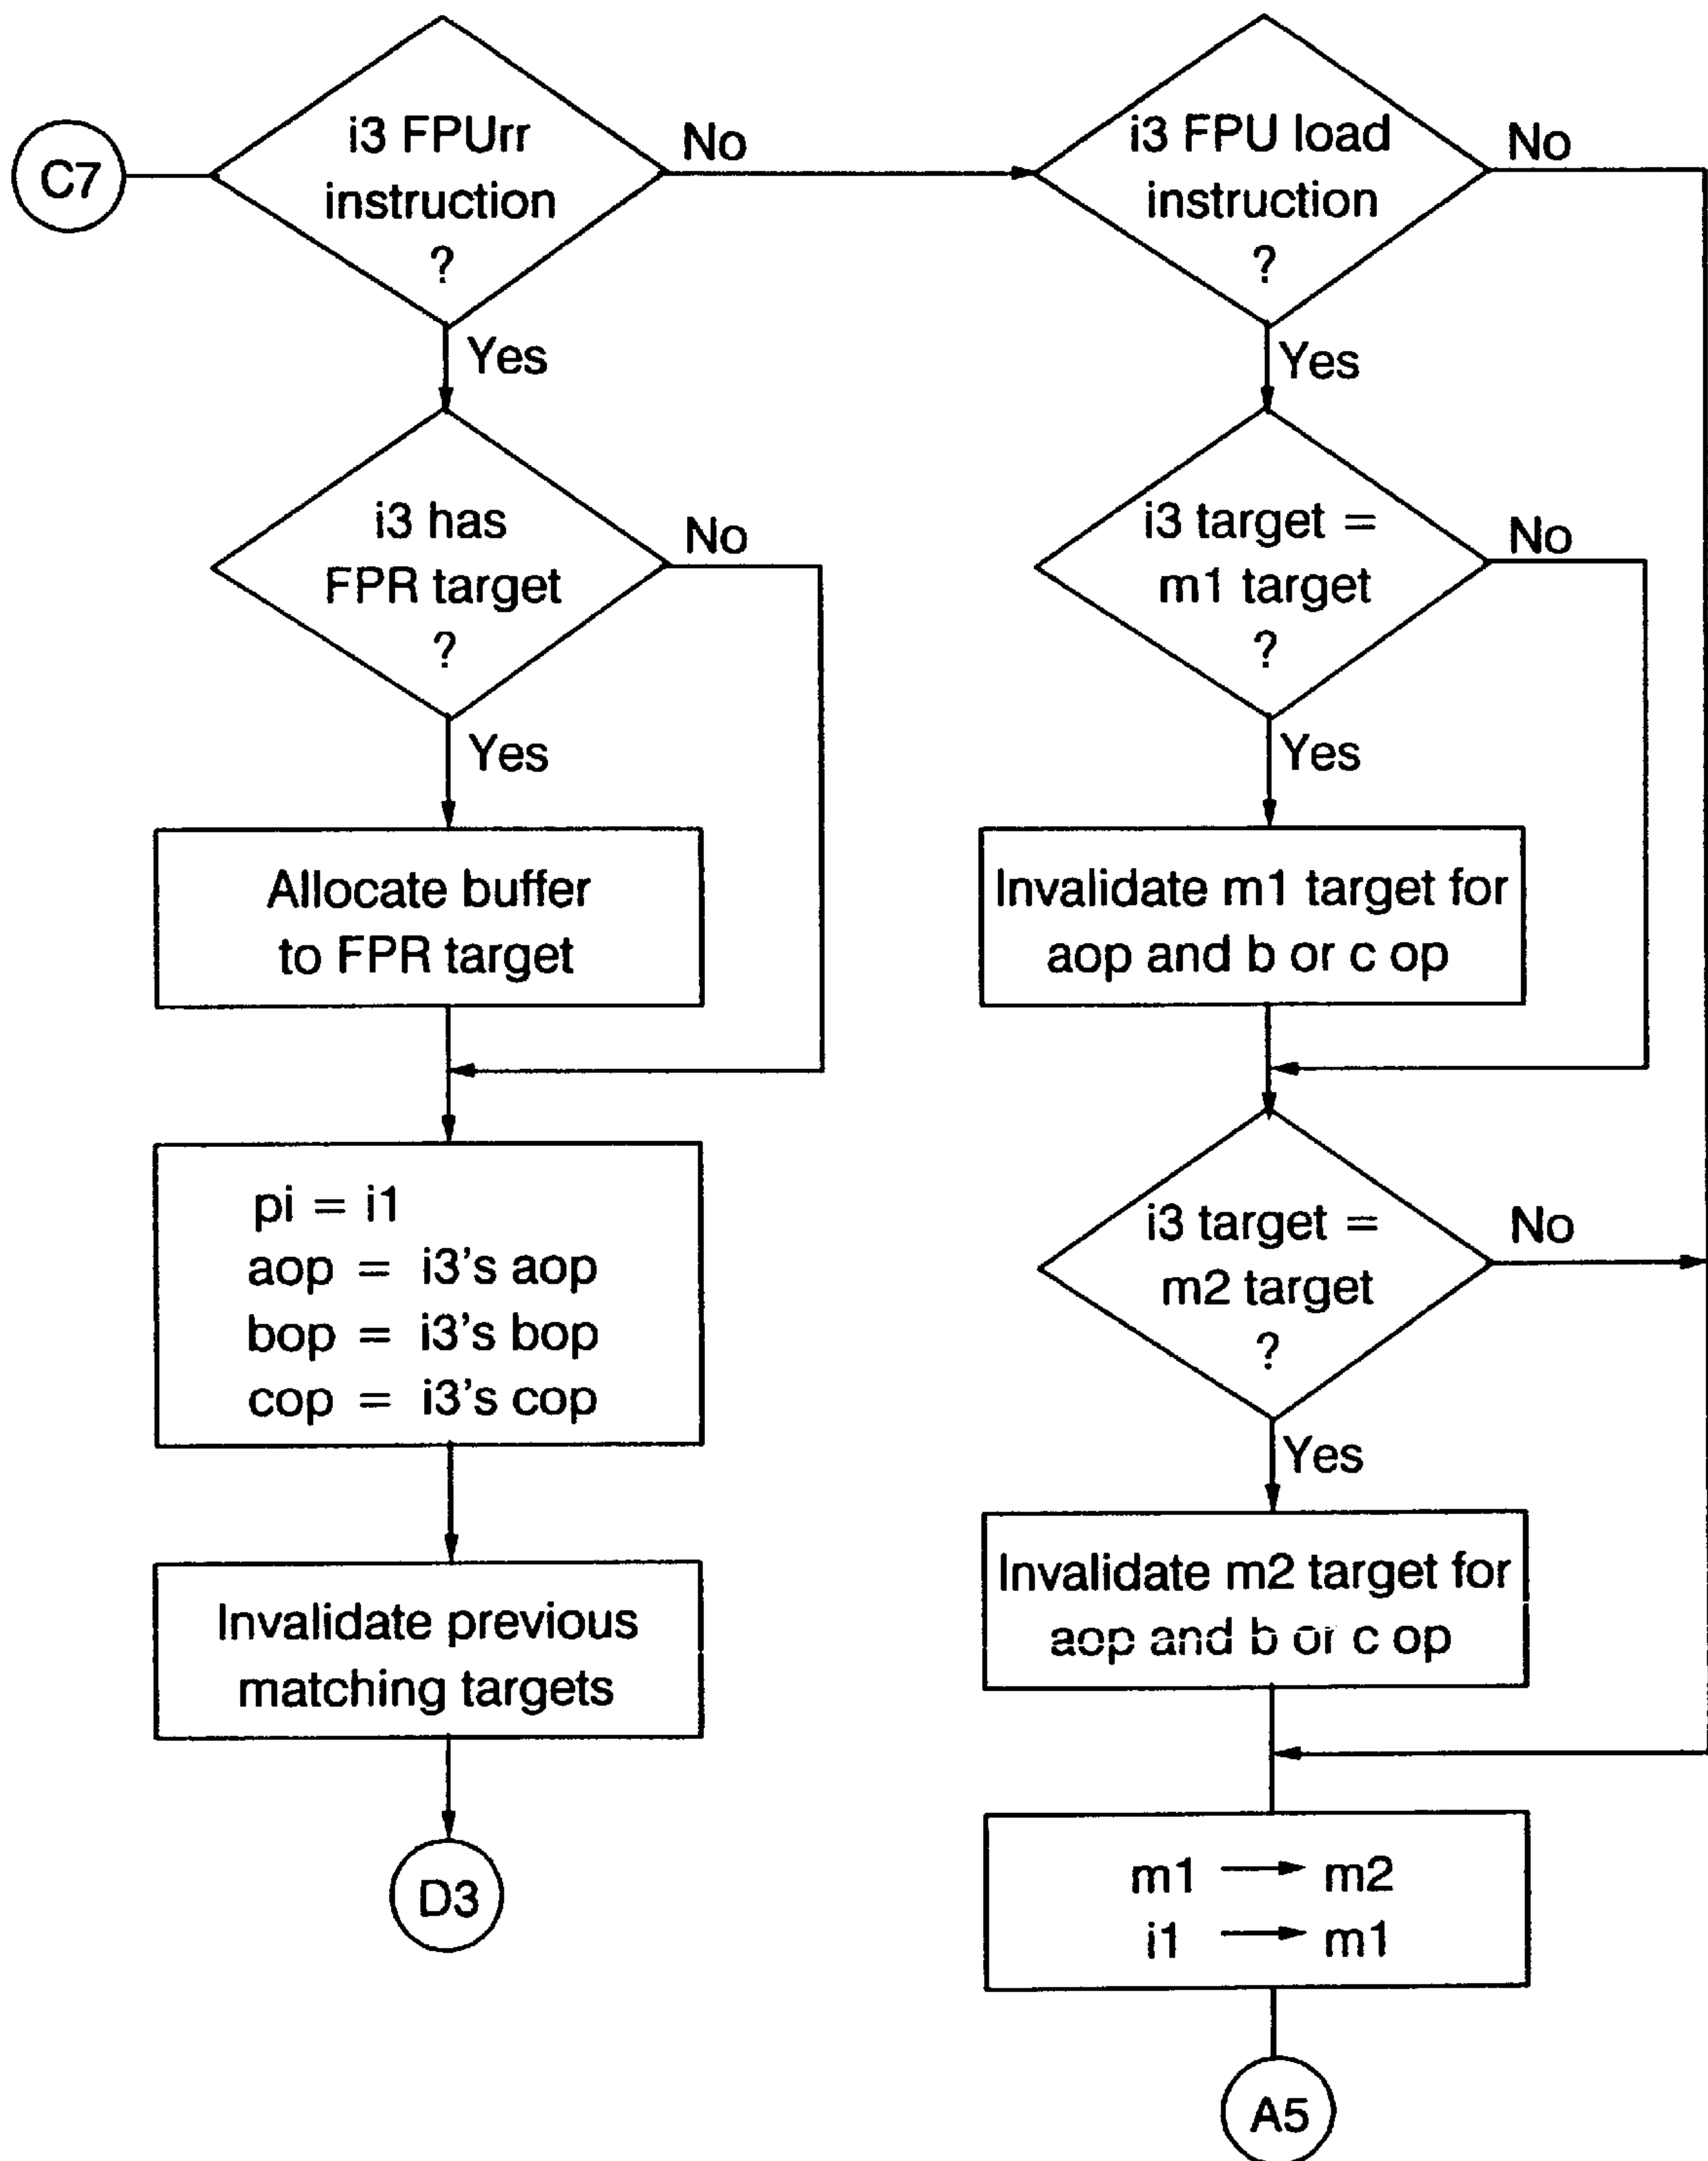 C7
i3 FPUrr
instruction
?
No
Yes
i3 has
FPR target
?
No
Yes
Allocate buffer
to FPR target
pi = i1
aop = i3's aop
bop = i3's bop
cop = i3's cop
Invalidate previous
matching targets
D3
i3 FPU load
instruction
?
No
Yes
i3 target =
m1 target
?
No
Yes
Invalidate m1 target for
aop and b or c op
i3 target =
m2 target
?
No
Yes
Invalidate m2 target for
aop and b or c op
m1 → m2
i1 → m1
A5